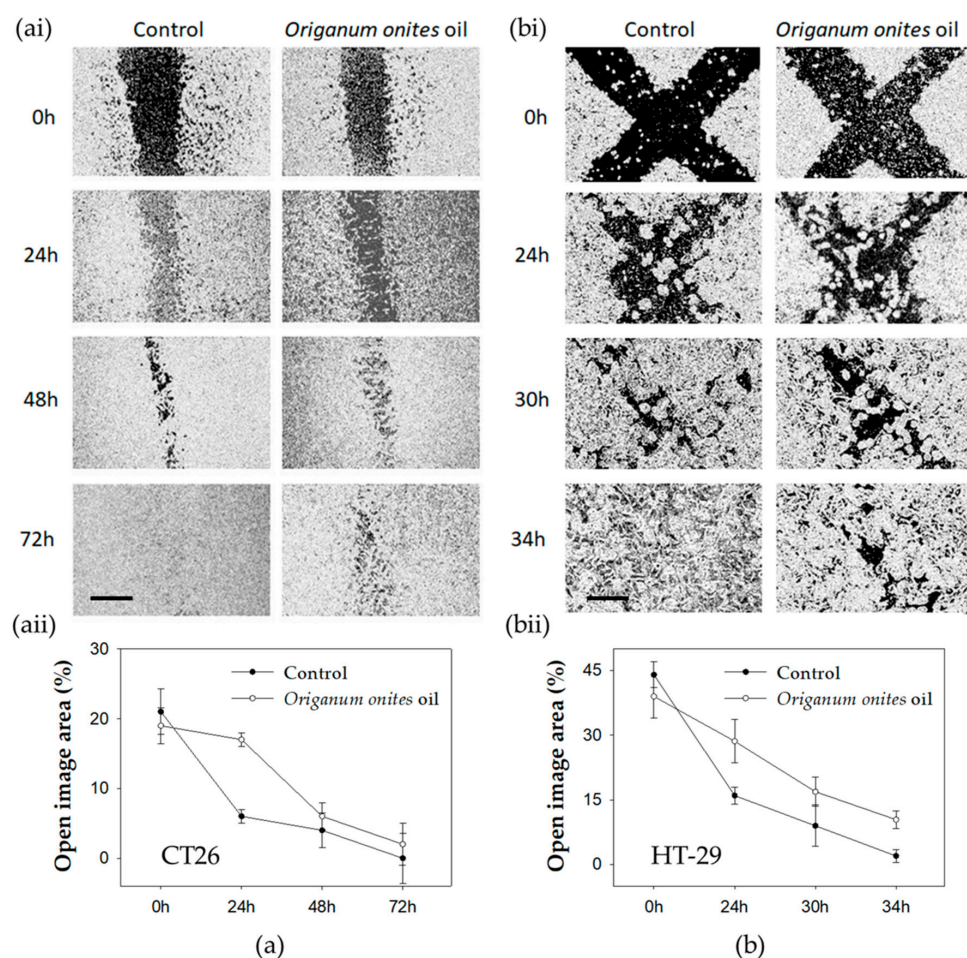 (ai) Control Origanum onites oil
0h
24h
48h
72h
(bi) Control Origanum onites oil
0h
24h
30h
34h
(aii)
Open image area (%)
30
20
10
0
Control
Origanum onites oil
CT26
0h 24h 48h 72h
(a)
(bii)
Open image area (%)
45
30
15
0
Control
Origanum onites oil
HT-29
0h 24h 30h 34h
(b)